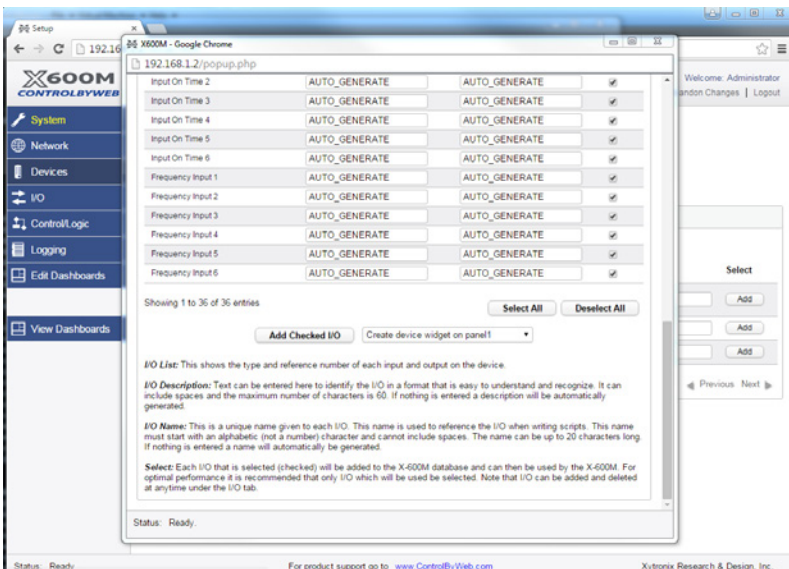 Setup
X600M - Google Chrome
192.16
192.168.1.2/popup.php
X600M
CONTROLBYWEB
Welcome: Administrator
andon Changes | Logout
System
Network
Devices
I/O
Control/Logic
Logging
Edit Dashboards
View Dashboards
Input On Time 2 AUTO_GENERATE AUTO_GENERATE
Input On Time 3 AUTO_GENERATE AUTO_GENERATE
Input On Time 4 AUTO_GENERATE AUTO_GENERATE
Input On Time 5 AUTO_GENERATE AUTO_GENERATE
Input On Time 6 AUTO_GENERATE AUTO_GENERATE
Frequency Input 1 AUTO_GENERATE AUTO_GENERATE
Frequency Input 2 AUTO_GENERATE AUTO_GENERATE
Frequency Input 3 AUTO_GENERATE AUTO_GENERATE
Frequency Input 4 AUTO_GENERATE AUTO_GENERATE
Frequency Input 5 AUTO_GENERATE AUTO_GENERATE
Frequency Input 6 AUTO_GENERATE AUTO_GENERATE
Showing 1 to 36 of 36 entries
Select All Deselect All
Add Checked I/O Create device widget on panel1
I/O List: This shows the type and reference number of each input and output on the device.
I/O Description: Text can be entered here to identify the I/O in a format that is easy to understand and recognize. It can
include spaces and the maximum number of characters is 60. If nothing is entered a description will be automatically
generated.
I/O Name: This is a unique name given to each I/O. This name is used to reference the I/O when writing scripts. This name
must start with an alphabetic (not a number) character and cannot include spaces. The name can be up to 20 characters long.
If nothing is entered a name will automatically be generated.
Select: Each I/O that is selected (checked) will be added to the X-600M database and can then be used by the X-600M. For
optimal performance it is recommended that only I/O which will be used be selected. Note that I/O can be added and deleted
at anytime under the I/O tab.
Status: Ready.
Select
Add
Add
Add
Previous Next
Status: Ready
For product support go to www.ControlByWeb.com
Xytronix Research & Design, Inc.